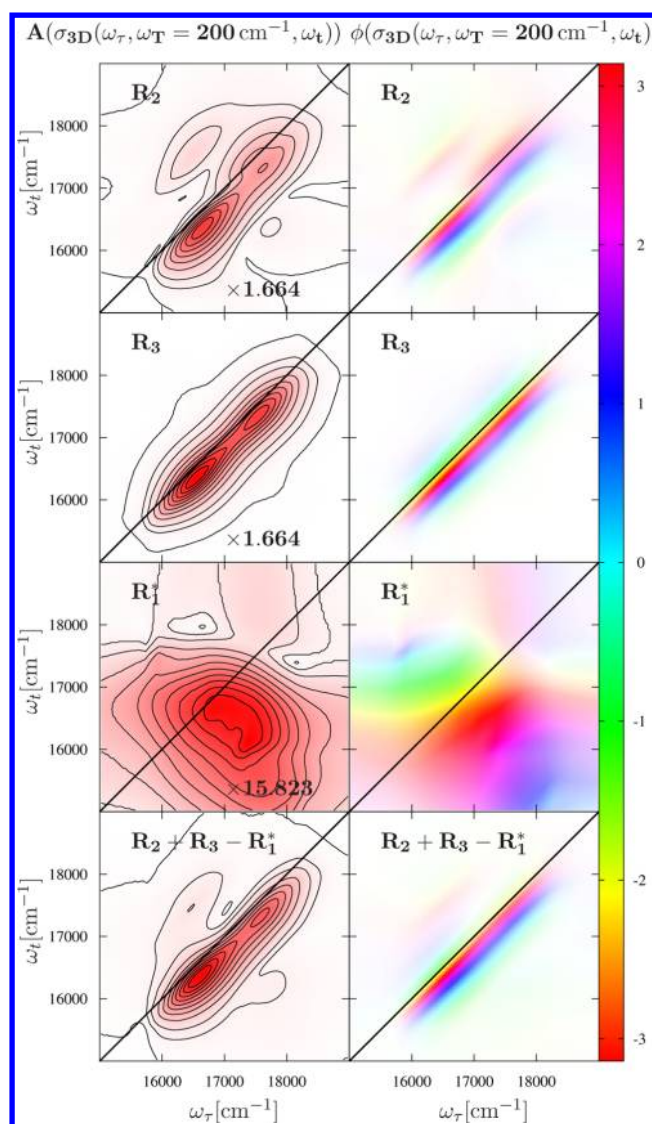 A(σ3D(ωτ, ωT = 200 cm⁻¹, ωt)) ϕ(σ3D(ωτ, ωT = 200 cm⁻¹, ωt)
R2 R2
18000
17000
16000
ωt[cm⁻¹]
×1.664
R3 R3
18000
17000
16000
ωt[cm⁻¹]
×1.664
R1* R1*
18000
17000
16000
ωt[cm⁻¹]
×15.823
R2 + R3 − R1* R2 + R3 − R1*
18000
17000
16000
ωt[cm⁻¹]
16000 17000 18000 16000 17000 18000
ωτ[cm⁻¹] ωτ[cm⁻¹]
3
2
1
0
-1
-2
-3